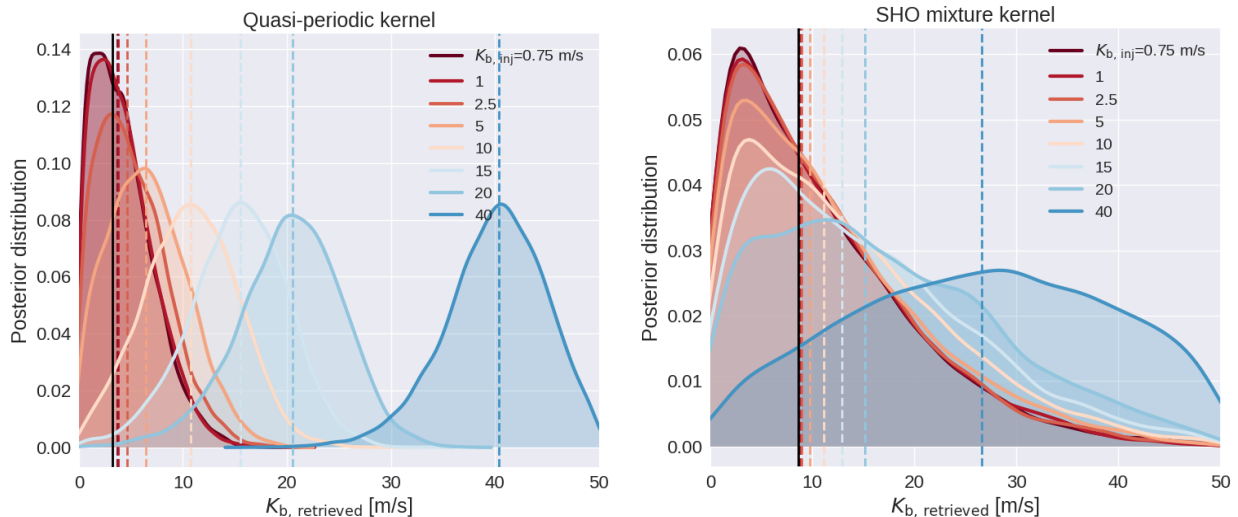 Quasi-periodic kernel
Posterior distribution
0.14
0.12
0.10
0.08
0.06
0.04
0.02
0.00
K_b, inj=0.75 m/s
1
2.5
5
10
15
20
40
0 10 20 30 40 50
K_b, retrieved [m/s]
SHO mixture kernel
Posterior distribution
0.06
0.05
0.04
0.03
0.02
0.01
0.00
K_b, inj=0.75 m/s
1
2.5
5
10
15
20
40
0 10 20 30 40 50
K_b, retrieved [m/s]